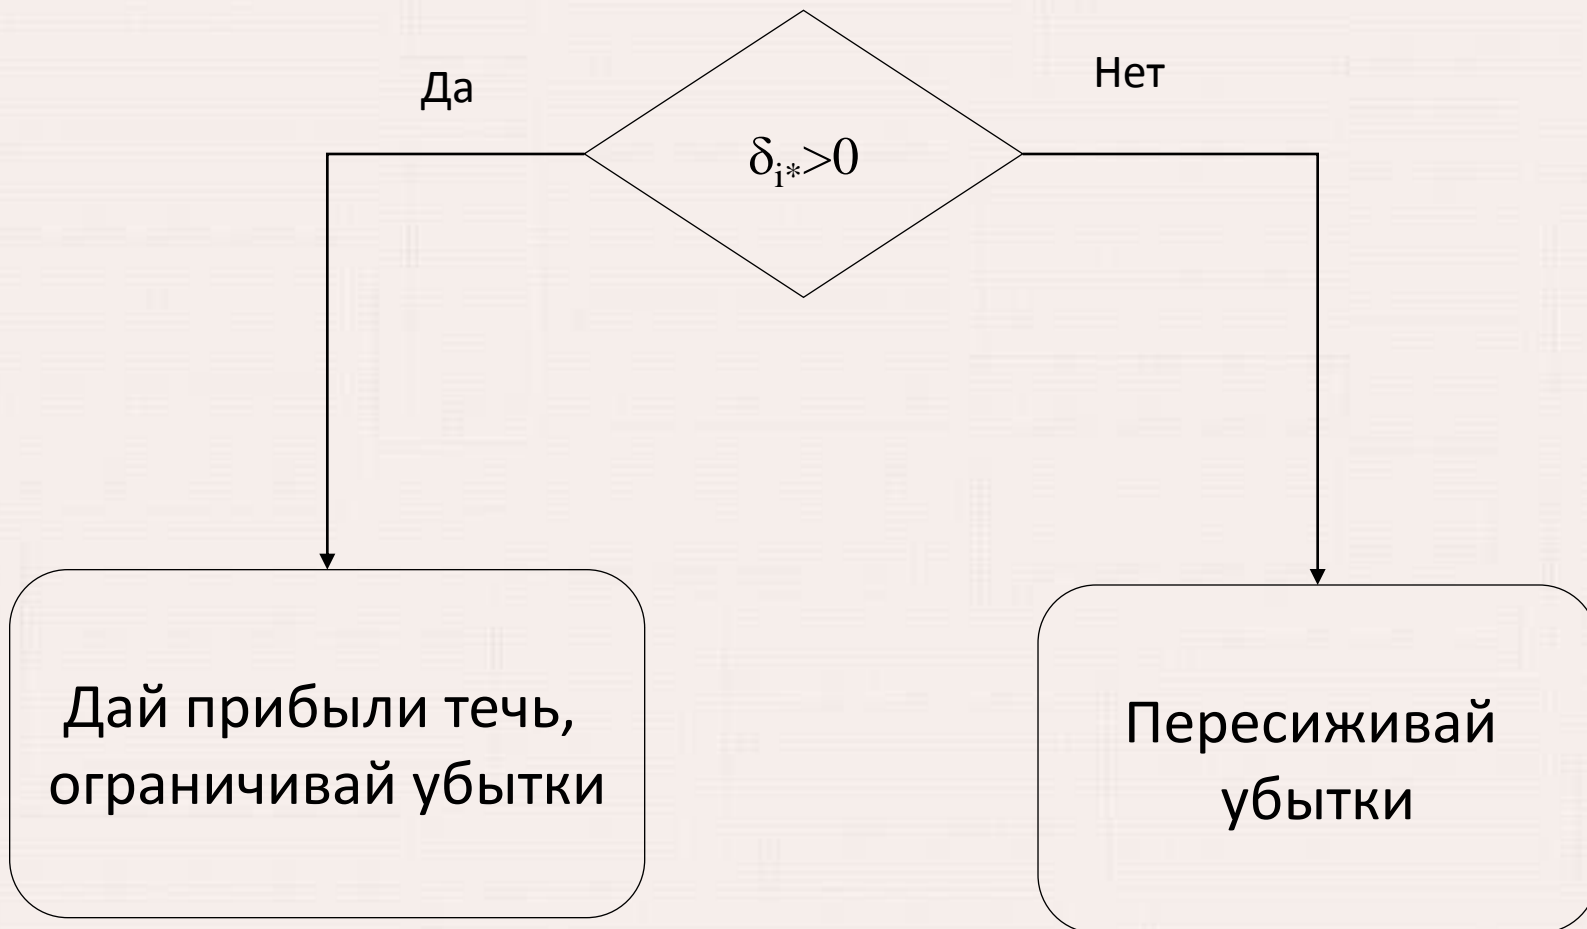 Да
Нет
δi*>0
Дай прибыли течь,
ограничивай убытки
Пересиживай
убытки